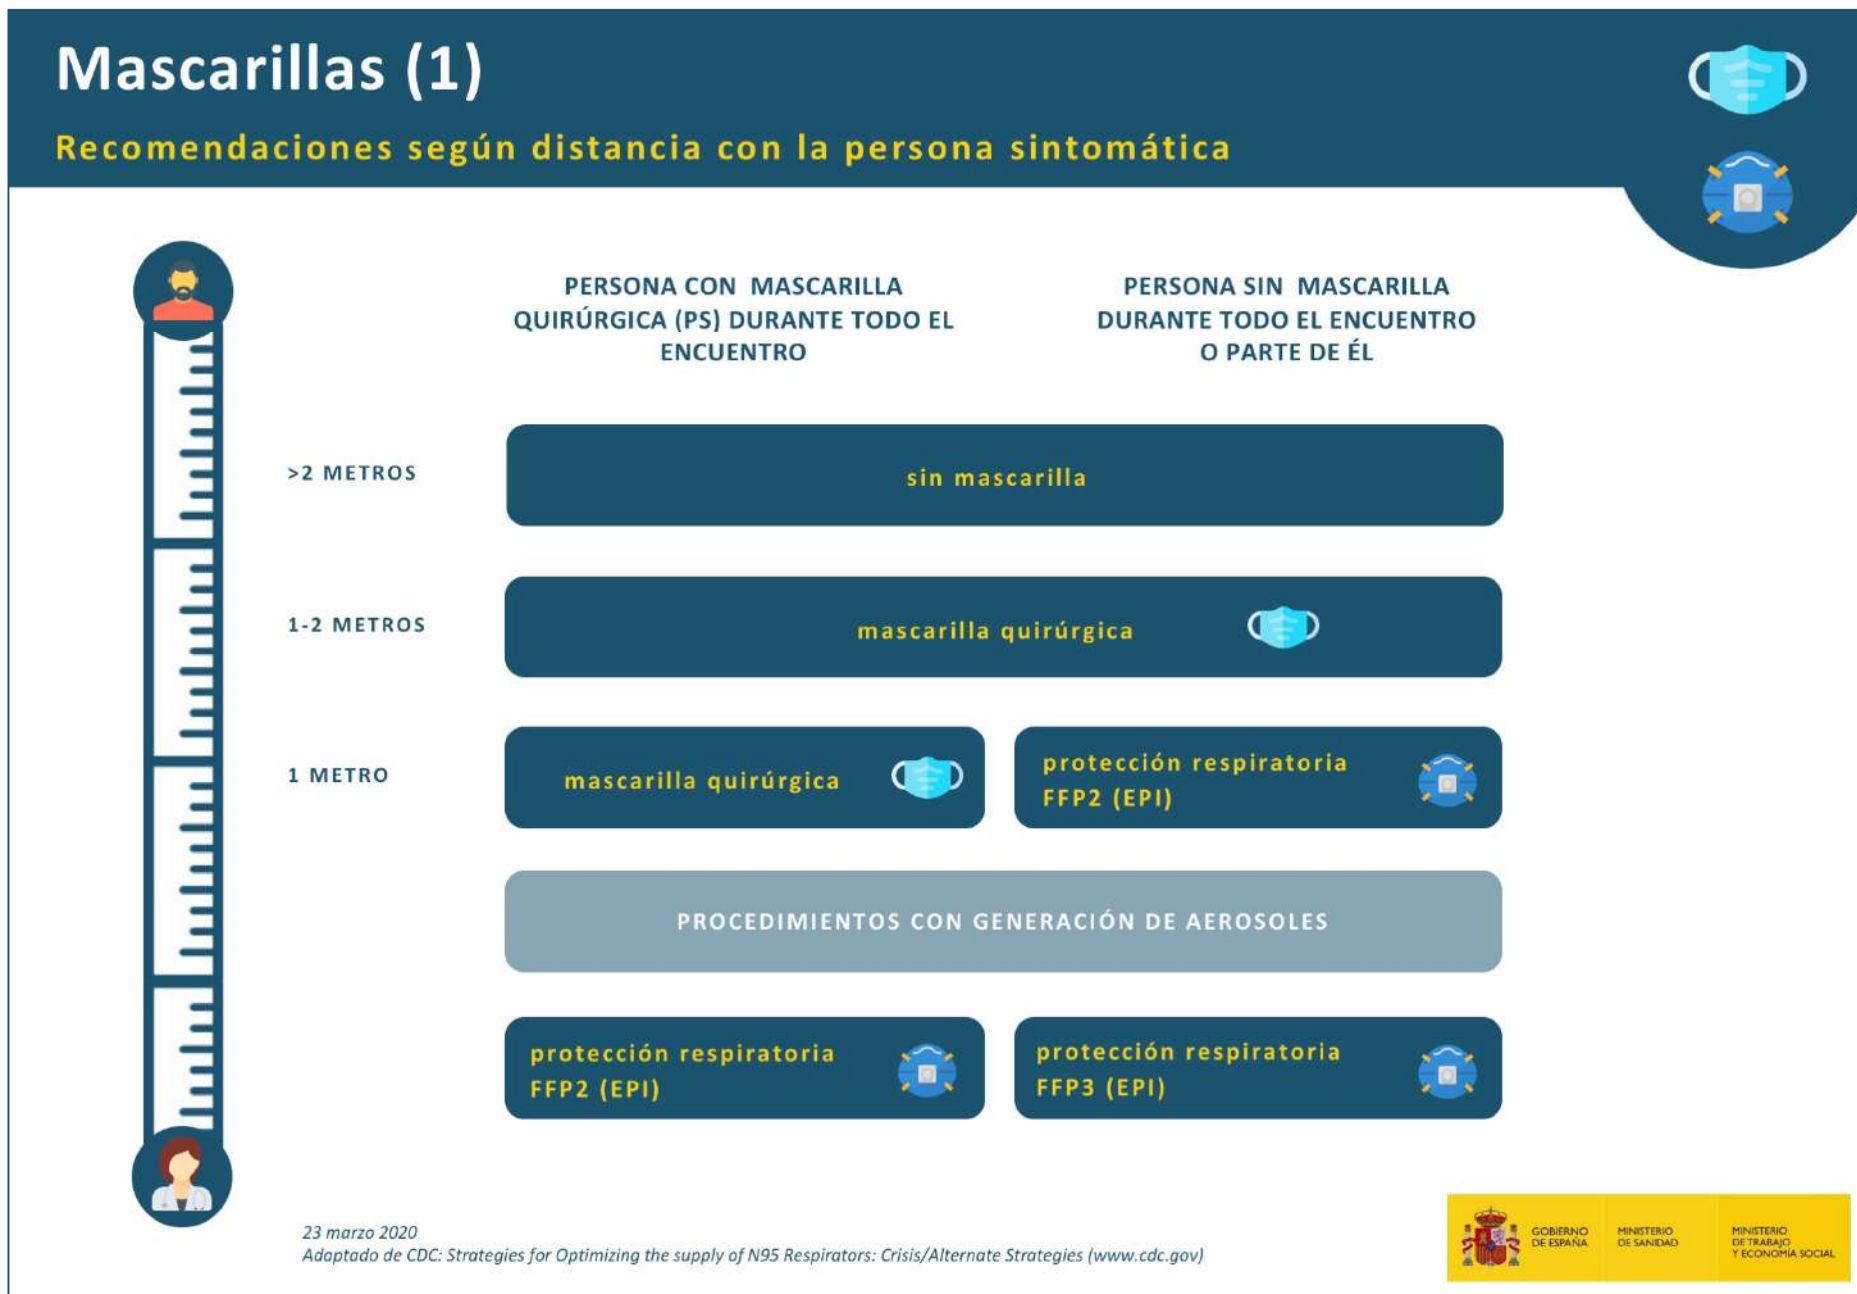 Mascarillas (1)
Recomendaciones según distancia con la persona sintomática
PERSONA CON MASCARILLA
QUIRÚRGICA (PS) DURANTE TODO EL
ENCUENTRO
PERSONA SIN MASCARILLA
DURANTE TODO EL ENCUENTRO
O PARTE DE ÉL
>2 METROS
sin mascarilla
1-2 METROS
mascarilla quirúrgica
1 METRO
mascarilla quirúrgica
protección respiratoria
FFP2 (EPI)
PROCEDIMIENTOS CON GENERACIÓN DE AEROSOLES
protección respiratoria
FFP2 (EPI)
protección respiratoria
FFP3 (EPI)
23 marzo 2020
Adaptado de CDC: Strategies for Optimizing the supply of N95 Respirators: Crisis/Alternate Strategies (www.cdc.gov)
GOBIERNO
DE ESPAÑA
MINISTERIO
DE SANIDAD
MINISTERIO
DE TRABAJO
Y ECONOMÍA SOCIAL